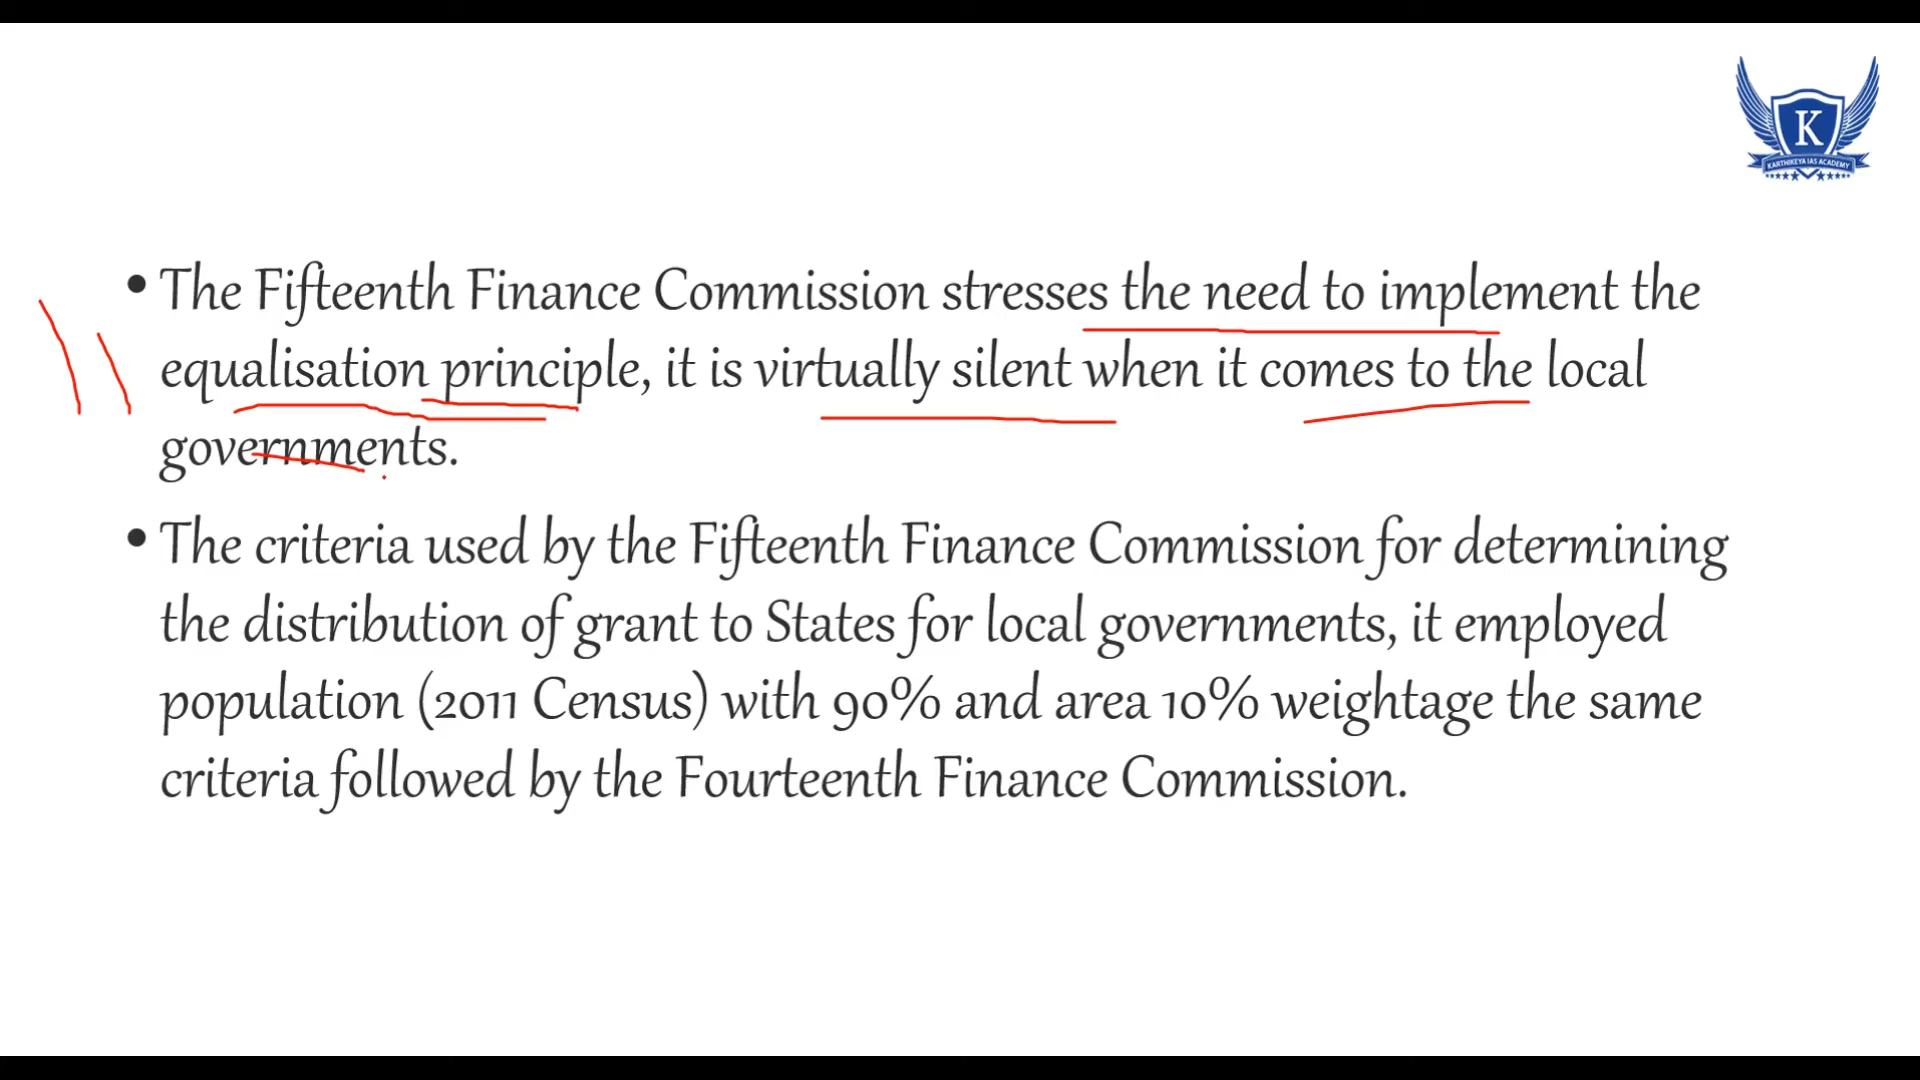 K
KARTHIKEYA IAS ACADEMY
• The Fifteenth Finance Commission stresses the need to implement the
equalisation principle, it is virtually silent when it comes to the local
governments.
• The criteria used by the Fifteenth Finance Commission for determining
the distribution of grant to States for local governments, it employed
population (2011 Census) with 90% and area 10% weightage the same
criteria followed by the Fourteenth Finance Commission.